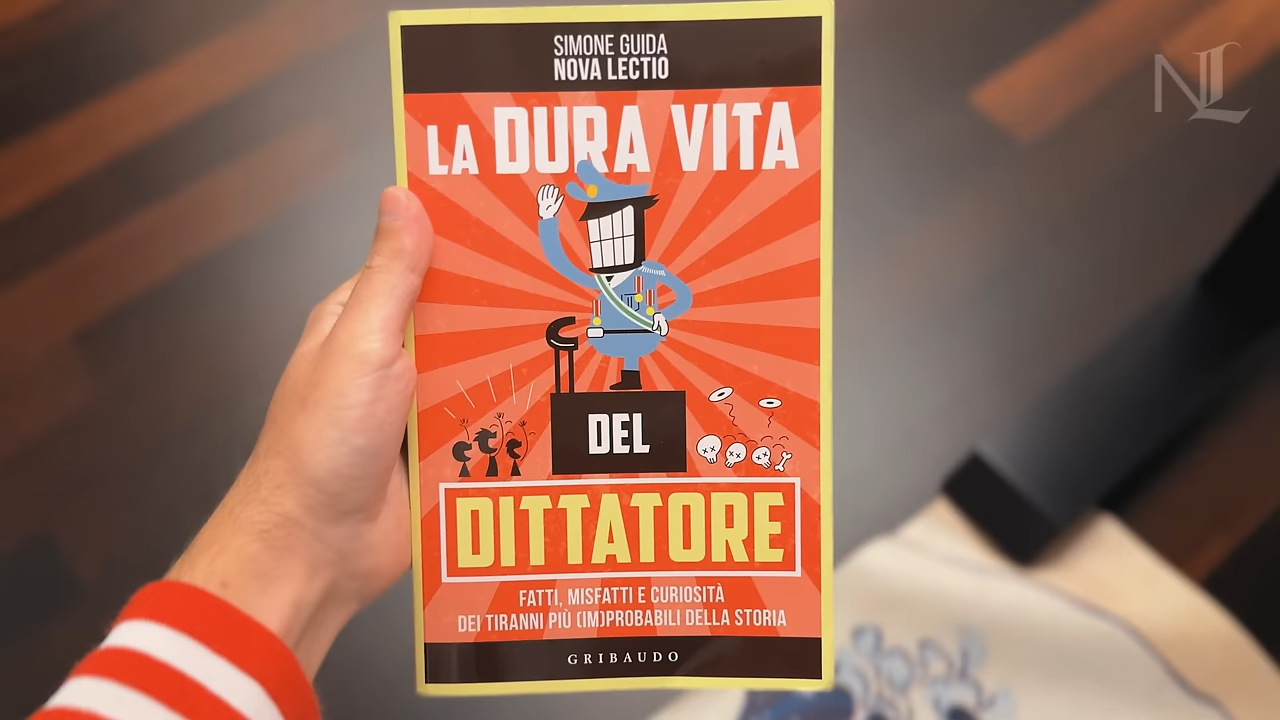 SIMONE GUIDA
NOVA LECTIO
LA DURA VITA
DEL
DITTATORE
FATTI, MISFATTI E CURIOSITÀ
DEI TIRANNI PIÙ (IM)PROBABILI DELLA STORIA
GRIBAUDO
NL